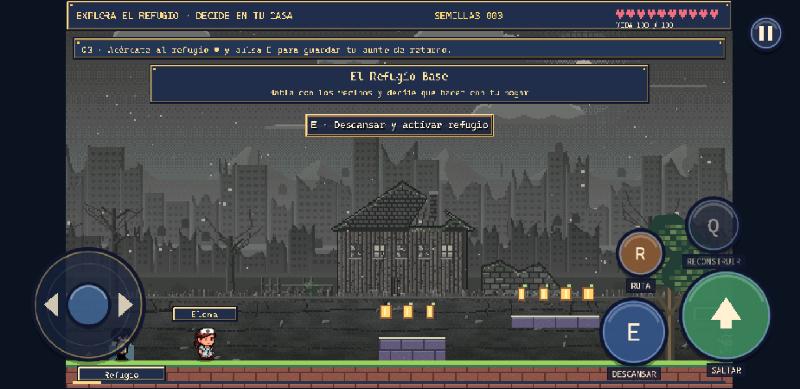 EXPLORA EL REFUGIO · DECIDE EN TU CASA
SEMILLAS 003
VIDA 100 / 100
03 · Acércate al refugio y pulsa E para guardar tu punto de retorno.
El Refugio Base
Habla con los vecinos y decide que hacer con tu hogar
E · Descansar y activar refugio
Q
RECONSTRUIR
R
RUTA
Elena
E
DESCANSAR
SALTAR
Refugio